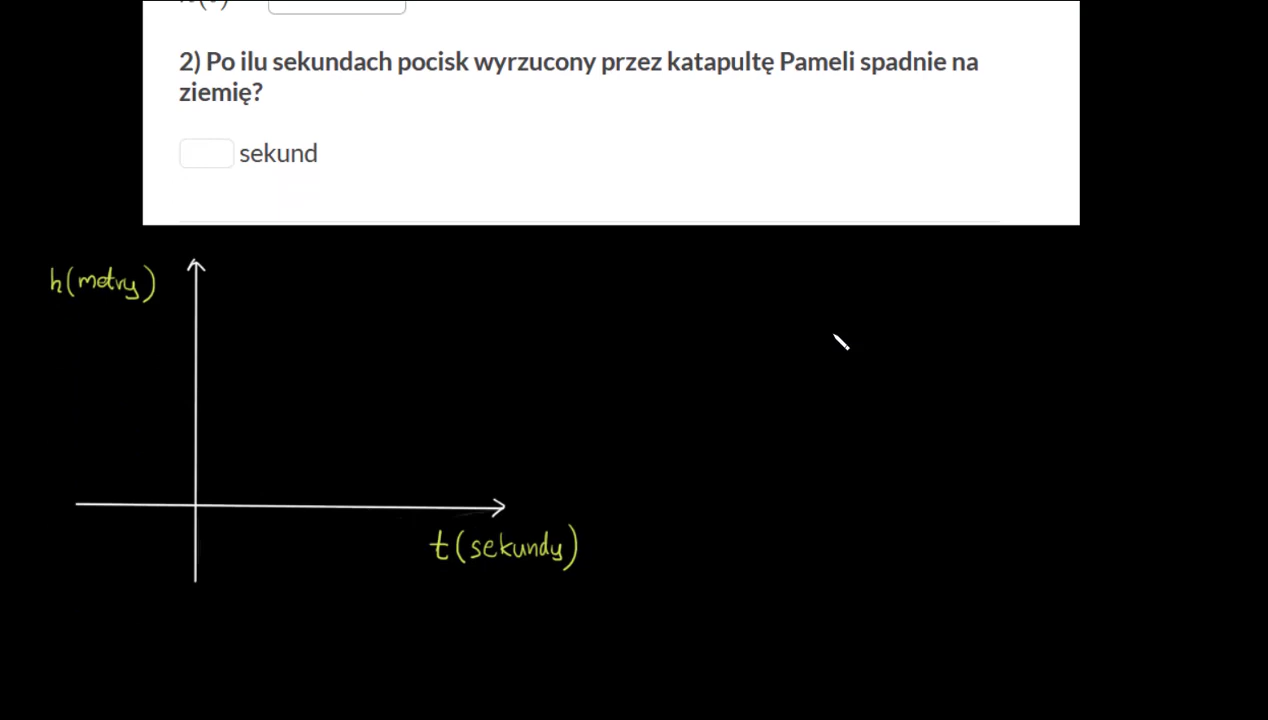 2) Po ilu sekundach pocisk wyrzucony przez katapultę Pameli spadnie na
ziemię?
sekund
h(metry)
t(sekundy)